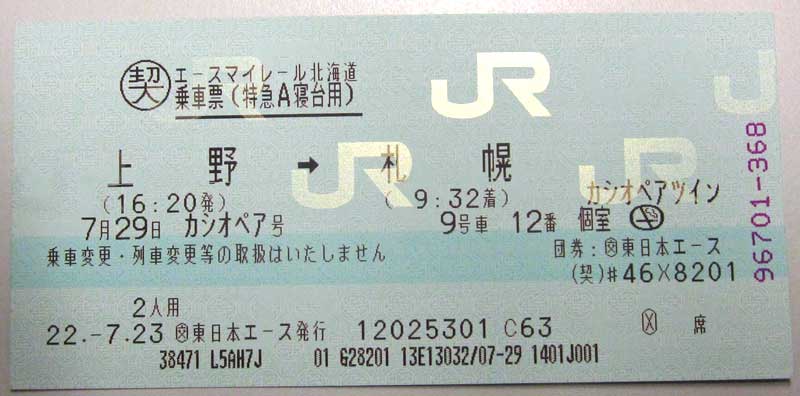 契 エースマイレール北海道
乗車票(特急A寝台用)
JR JR JR JR
上野 → 札幌
(16:20発) ( 9:32着) カシオペアツイン
7月29日 カシオペア号 9号車 12番 個室
乗車変更・列車変更等の取扱はいたしません 団券:㊇東日本エース
(契)#46X8201
2人用
22.-7.23 東日本エース発行 12025301 C63 席
38471 L5AH7J 01 G28201 13E13032/07-29 1401J001
96701-368